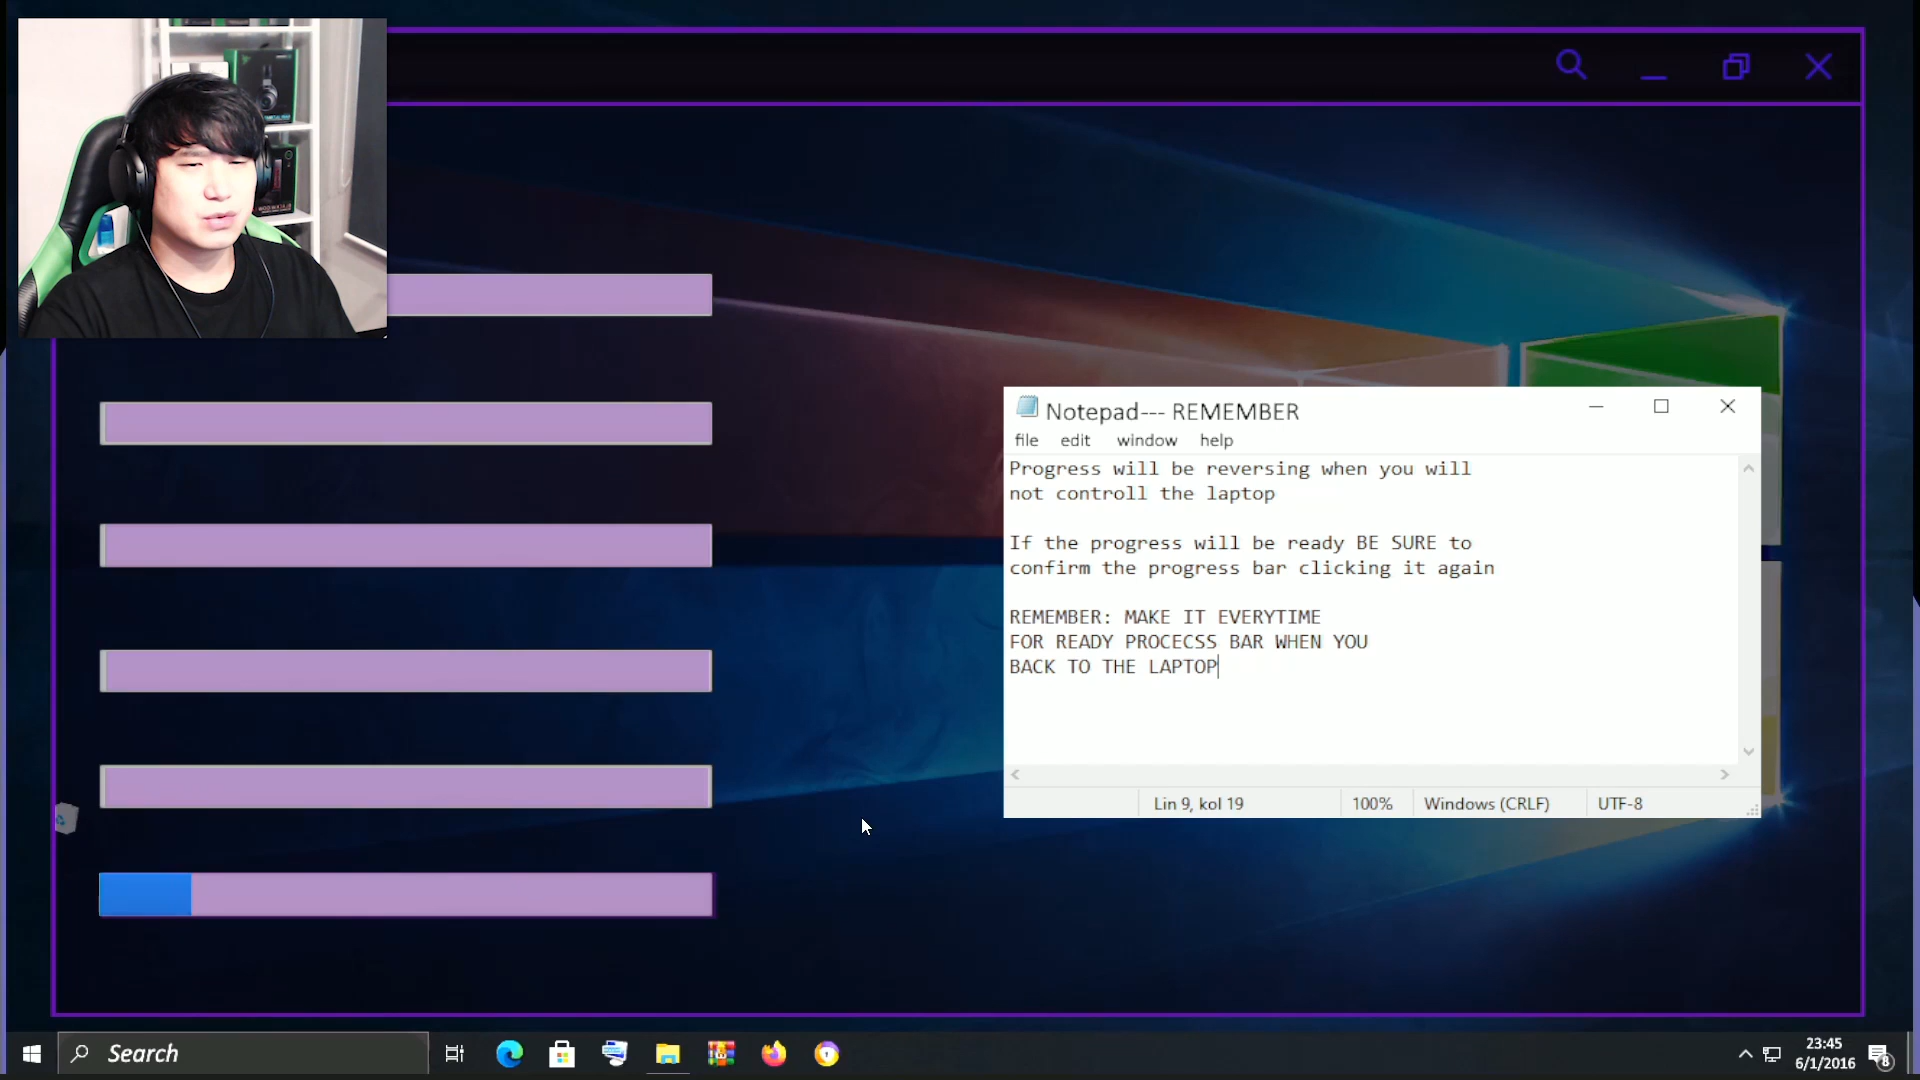 Notepad--- REMEMBER
file edit window help
Progress will be reversing when you will
not controll the laptop
If the progress will be ready BE SURE to
confirm the progress bar clicking it again
REMEMBER: MAKE IT EVERYTIME
FOR READY PROCECSS BAR WHEN YOU
BACK TO THE LAPTOP
Lin 9, kol 19 100% Windows (CRLF) UTF-8
Search
23:45
6/1/2016
8